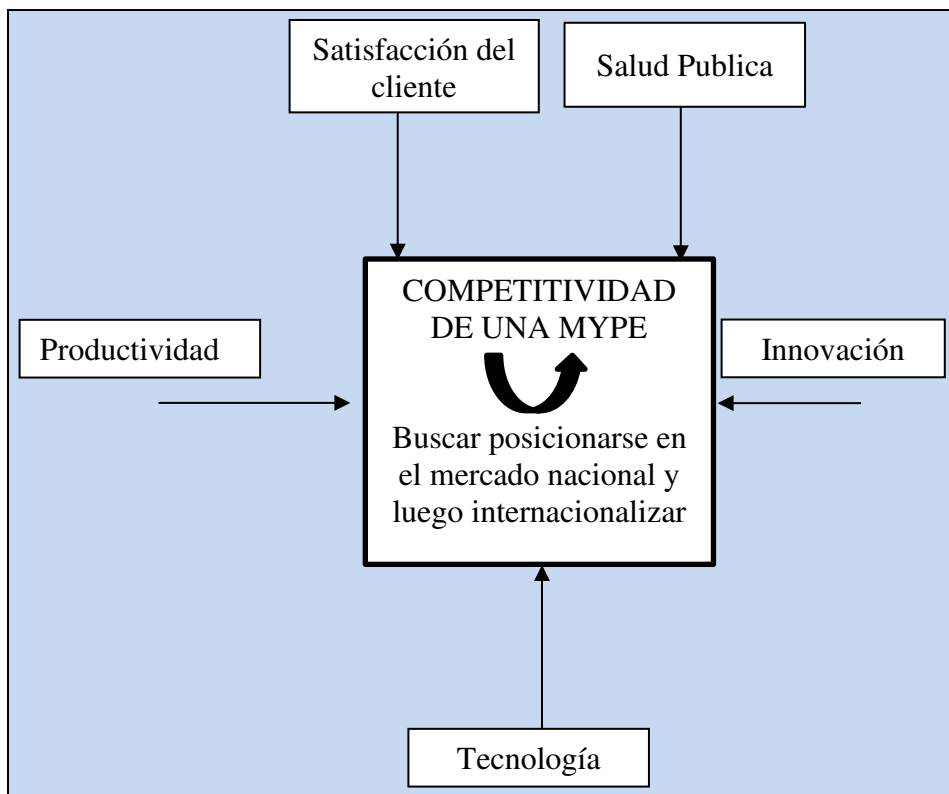 Satisfacción del
cliente
Salud Publica
COMPETITIVIDAD
DE UNA MYPE
Productividad
Innovación
Buscar posicionarse en
el mercado nacional y
luego internacionalizar
Tecnología